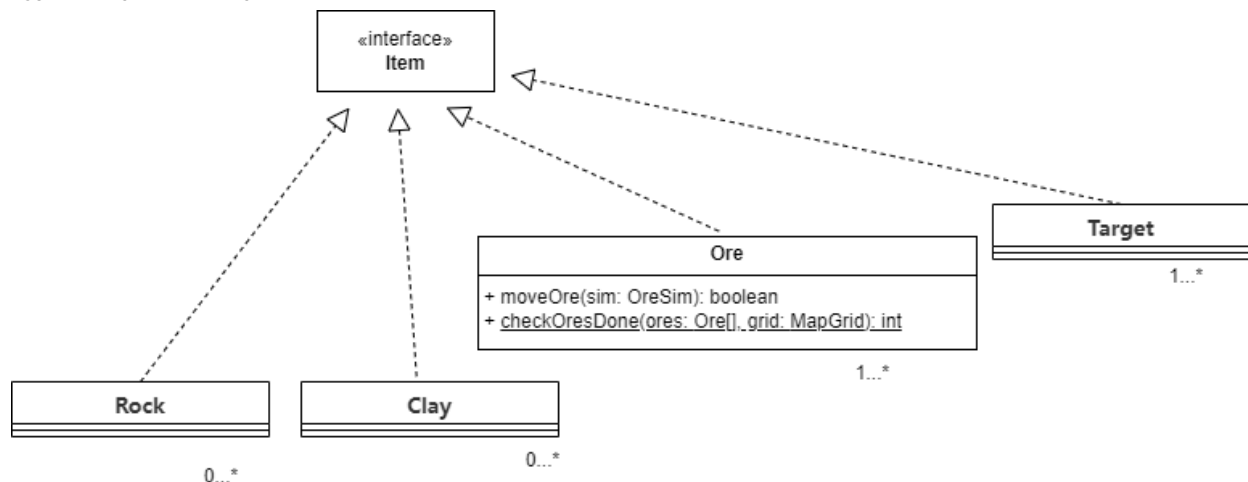 «interface»
Item
Target
1...*
Ore
+ moveOre(sim: OreSim): boolean
+ checkOresDone(ores: Ore[], grid: MapGrid): int
1...*
Rock
Clay
0...*
0...*